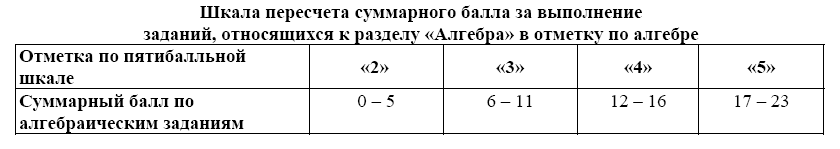 Шкала пересчета суммарного балла за выполнение
заданий, относящихся к разделу «Алгебра» в отметку по алгебре
Отметка по пятибалльной
шкале
«2» «3» «4» «5»
Суммарный балл по
алгебраическим заданиям
0 – 5 6 – 11 12 – 16 17 – 23